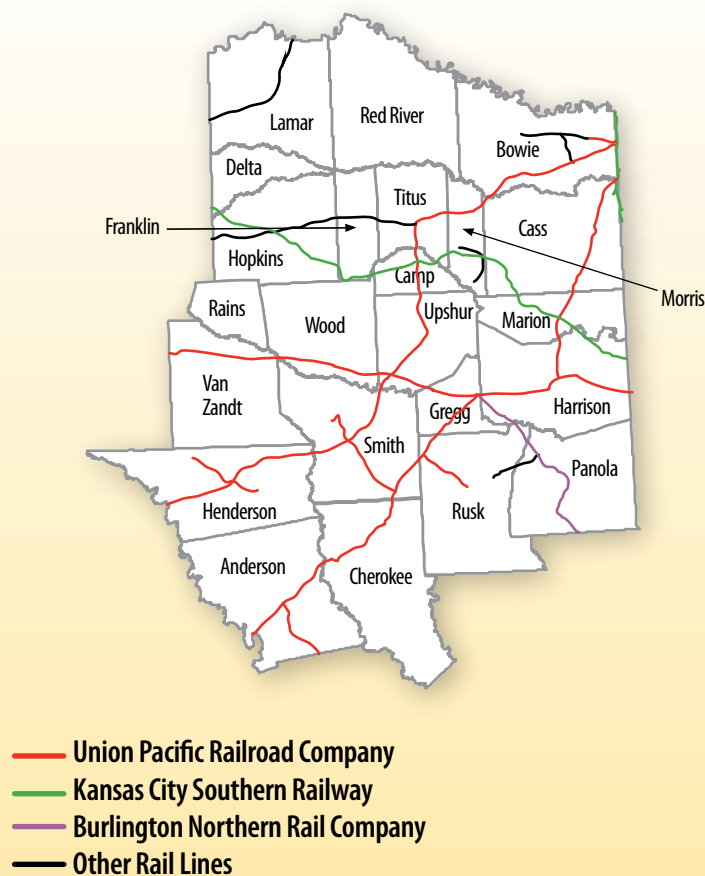 Lamar
Red River
Bowie
Delta
Titus
Franklin
Cass
Hopkins
Camp
Morris
Rains
Wood
Upshur
Marion
Van
Zandt
Gregg
Harrison
Smith
Panola
Henderson
Rusk
Anderson
Cherokee
Union Pacific Railroad Company
Kansas City Southern Railway
Burlington Northern Rail Company
Other Rail Lines